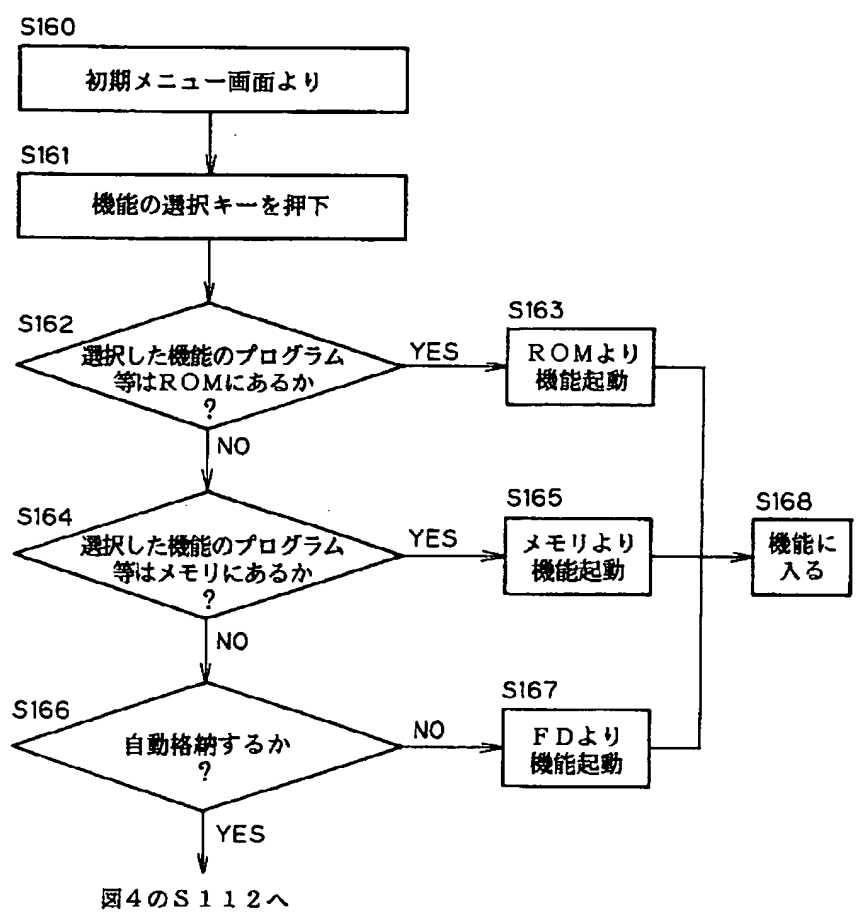 S160
初期メニュー画面より
S161
機能の選択キーを押下
S162
選択した機能のプログラム
等はROMにあるか
?
YES
S163
ROMより
機能起動
NO
S164
選択した機能のプログラム
等はメモリにあるか
?
YES
S165
メモリより
機能起動
S168
機能に
入る
NO
S166
自動格納するか
?
NO
S167
FDより
機能起動
YES
図4のS112へ